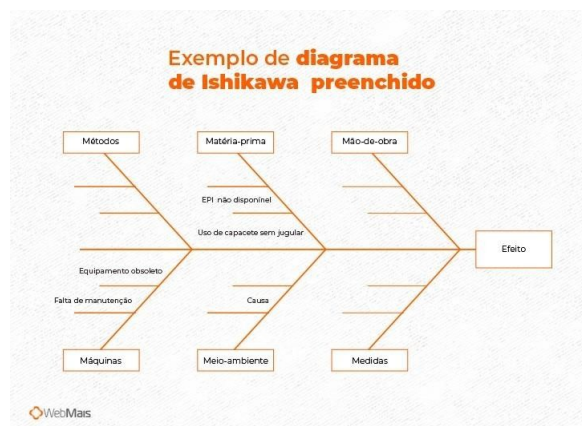 Exemplo de diagrama
de Ishikawa preenchido
Métodos
Matéria-prima
Mão-de-obra
EPI não disponínel
Uso de capacete sem jugular
Efeito
Equipamento obsoleto
Falta de manutenção
Causa
Máquinas
Meio-ambiente
Medidas
WebMais